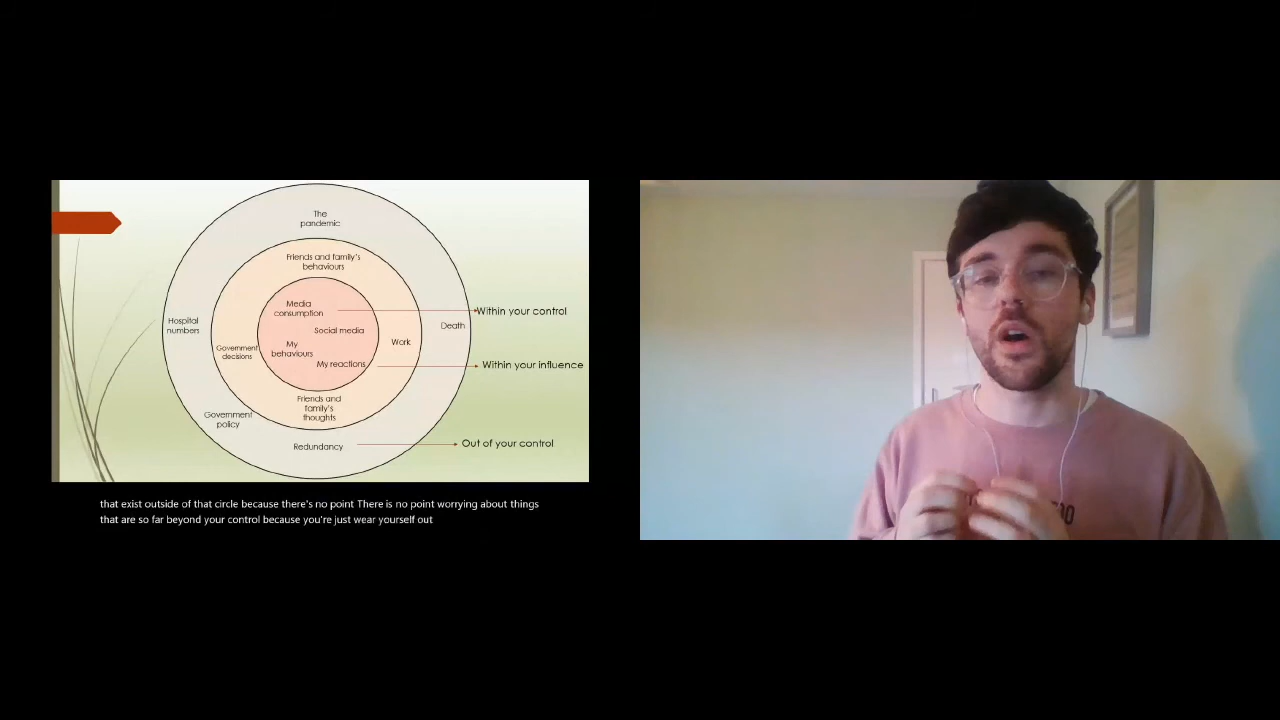 The
pandemic
Friends and family's
behaviours
Media
consumption
Within your control
Hospital
numbers
Social media
Death
Government
decisions
My
behaviours
Work
My reactions
Within your influence
Friends and
family's
thoughts
Government
policy
Redundancy
Out of your control
that exist outside of that circle because there's no point There is no point worrying about things
that are so far beyond your control because you're just wear yourself out